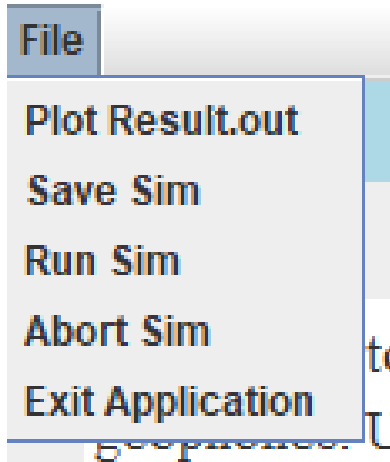 File
Plot Result.out
Save Sim
Run Sim
Abort Sim
Exit Application